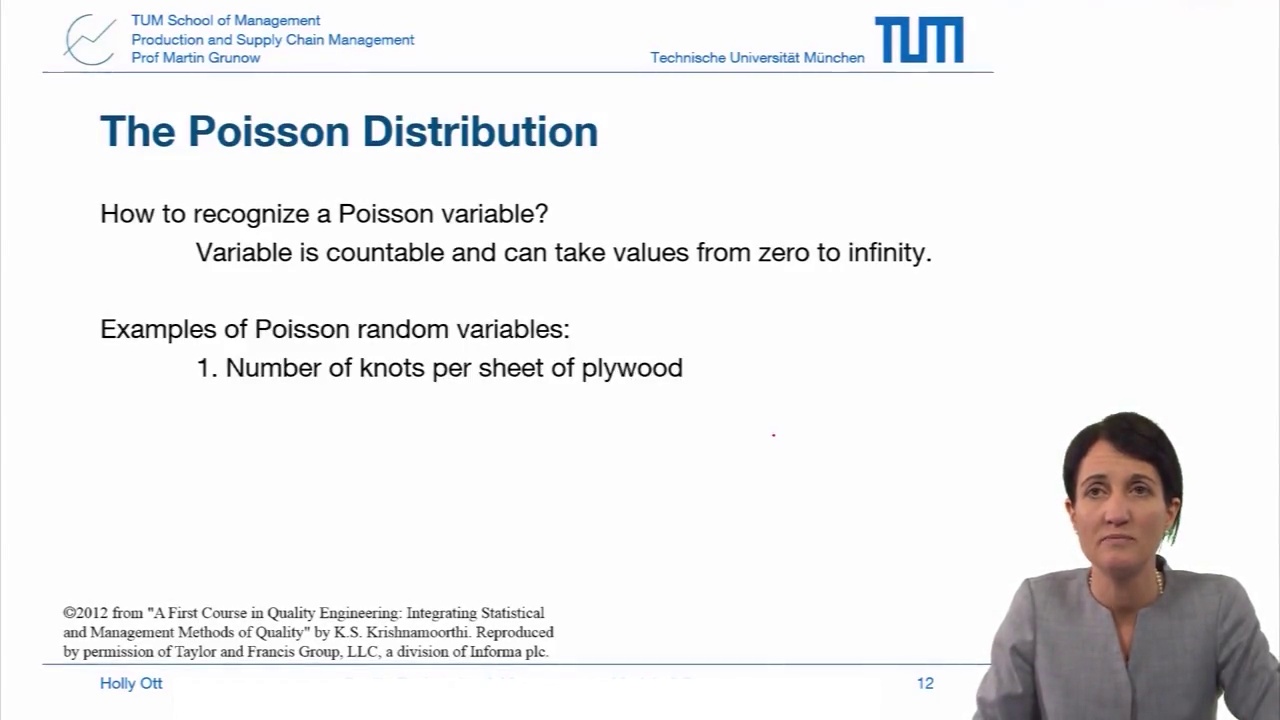 TUM School of Management
Production and Supply Chain Management
Prof Martin Grunow
Technische Universität München
TUM
The Poisson Distribution
How to recognize a Poisson variable?
Variable is countable and can take values from zero to infinity.
Examples of Poisson random variables:
1. Number of knots per sheet of plywood
©2012 from "A First Course in Quality Engineering: Integrating Statistical
and Management Methods of Quality" by K.S. Krishnamoorthi. Reproduced
by permission of Taylor and Francis Group, LLC, a division of Informa plc.
Holly Ott
12